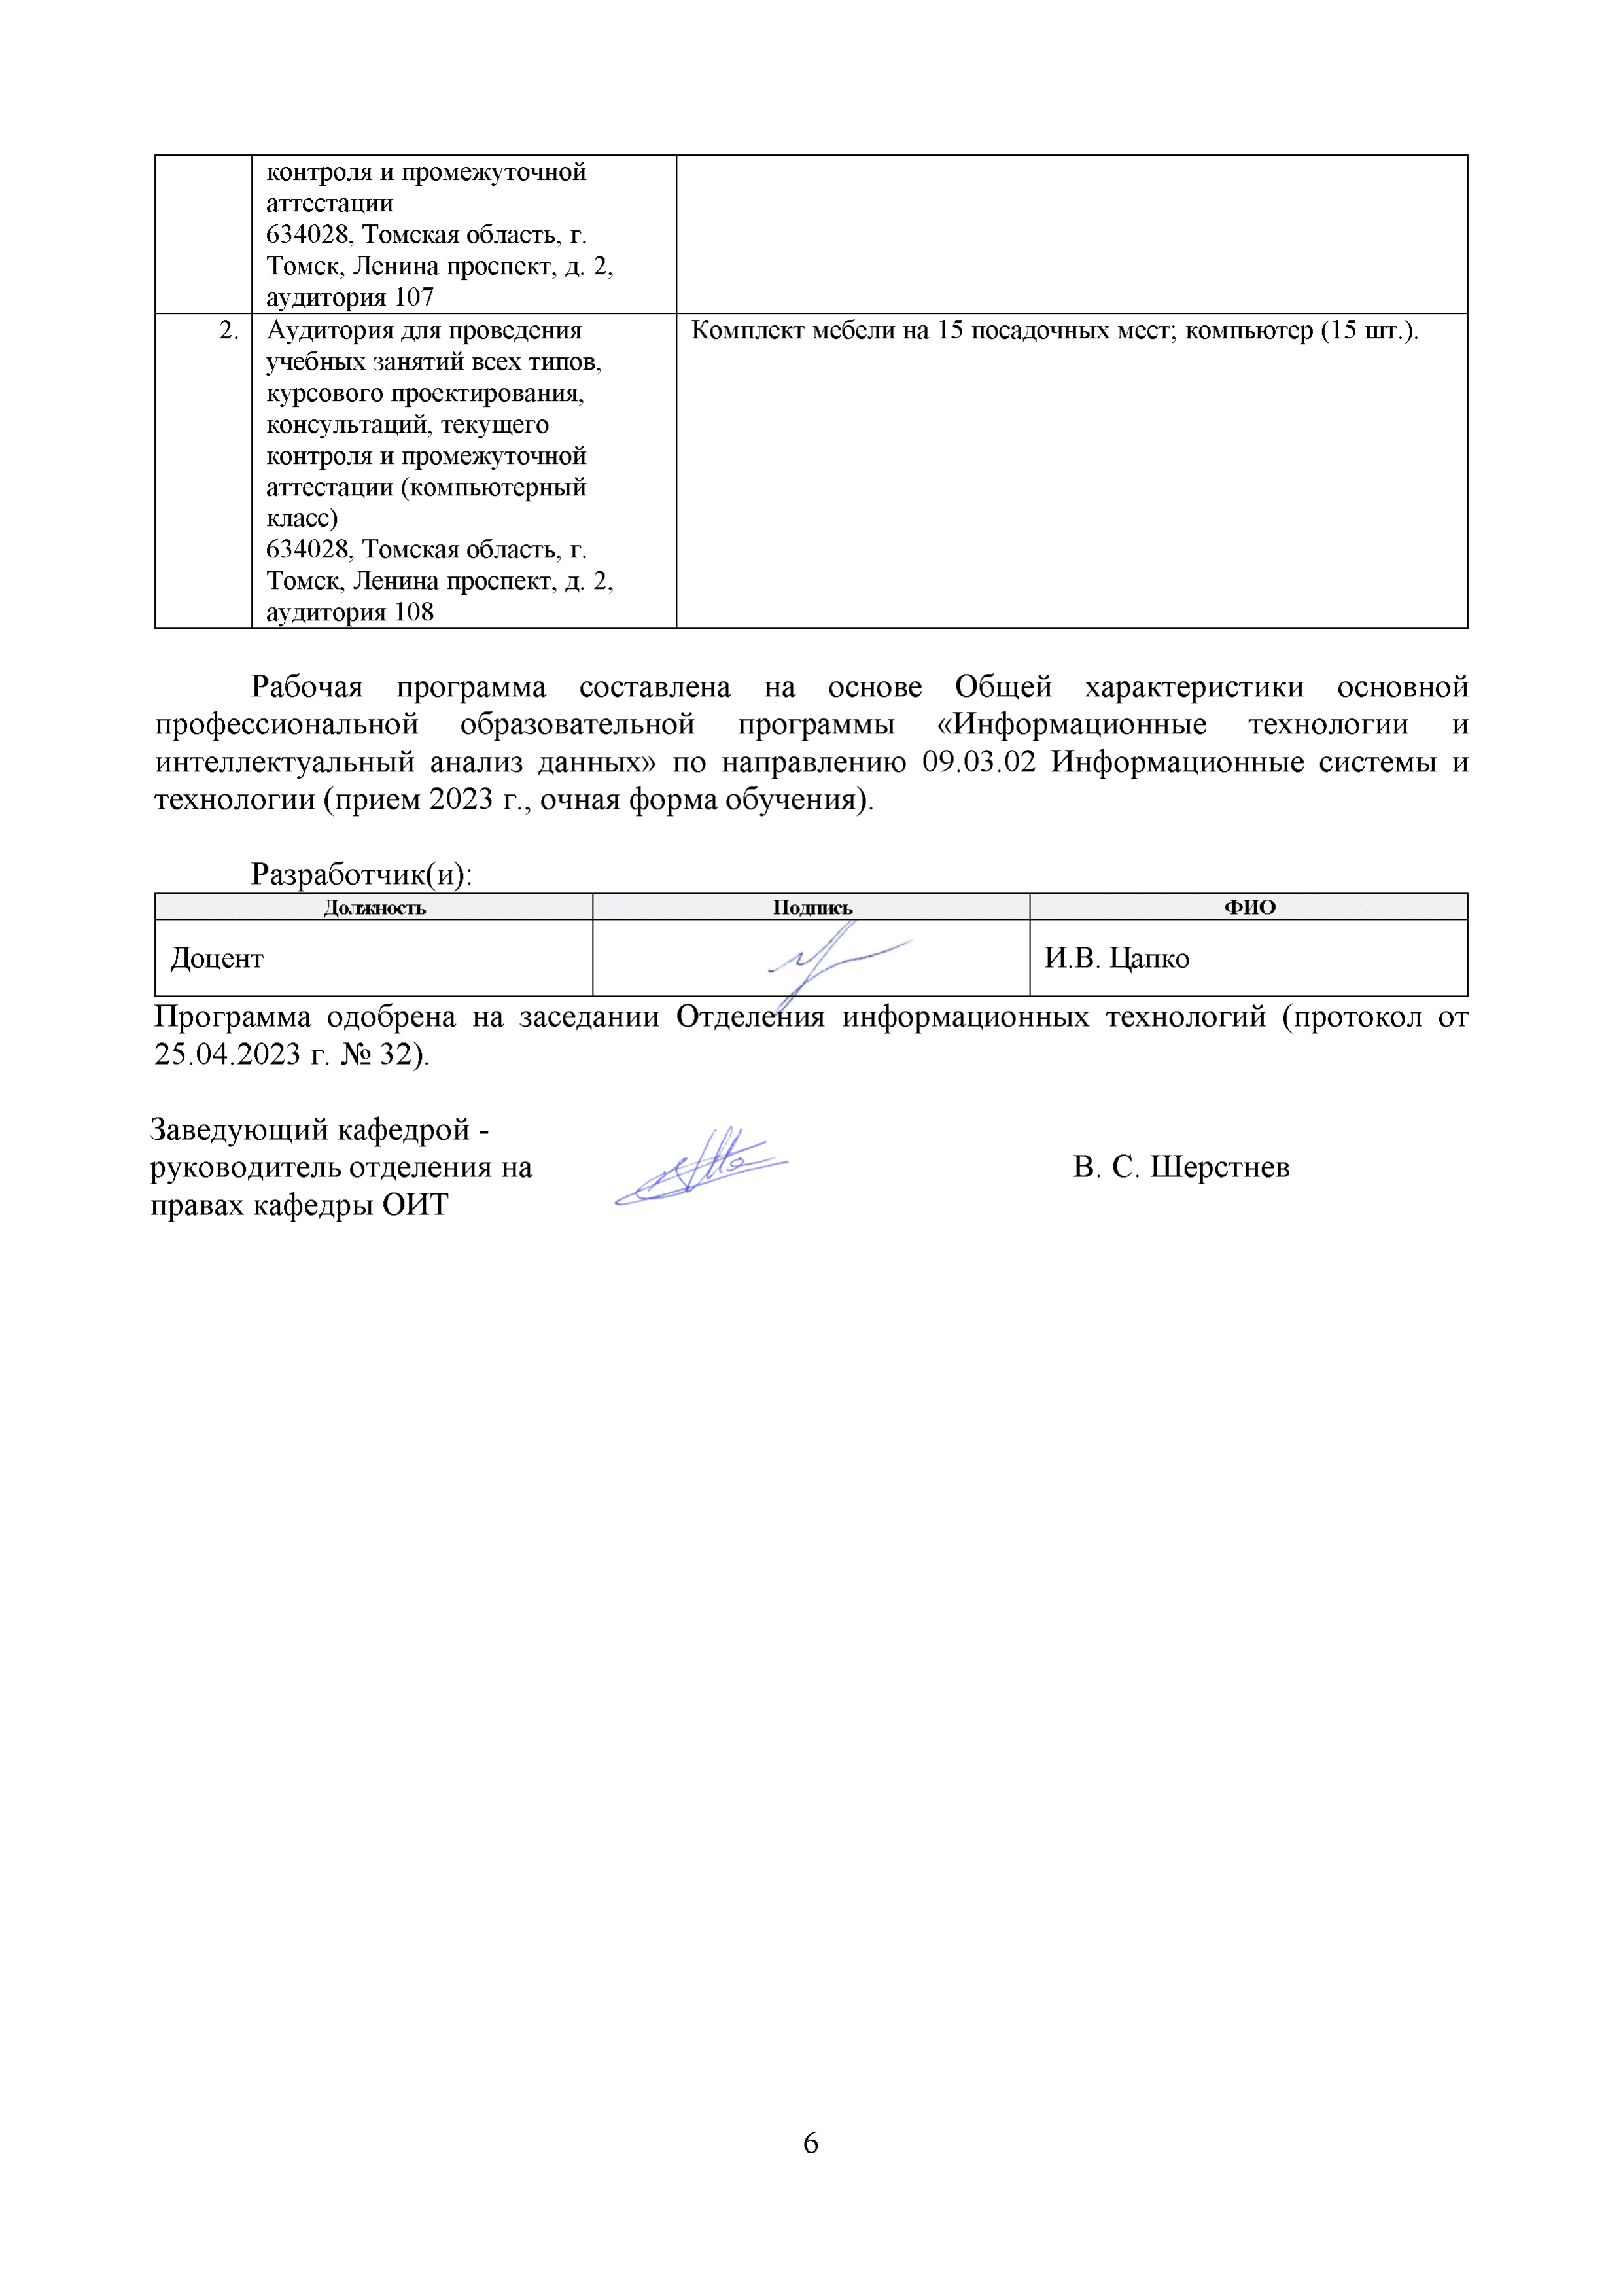 контроля и промежуточной
аттестации
634028, Томская область, г.
Томск, Ленина проспект, д. 2,
аудитория 107
2.
Аудитория для проведения
учебных занятий всех типов,
курсового проектирования,
консультаций, текущего
контроля и промежуточной
аттестации (компьютерный
класс)
634028, Томская область, г.
Томск, Ленина проспект, д. 2,
аудитория 108
Комплект мебели на 15 посадочных мест; компьютер (15 шт.).
Рабочая программа составлена на основе Общей характеристики основной
профессиональной образовательной программы «Информационные технологии и
интеллектуальный анализ данных» по направлению 09.03.02 Информационные системы и
технологии (прием 2023 г., очная форма обучения).
Разработчик(и):
Должность Подпись ФИО
Доцент И.В. Цапко
Программа одобрена на заседании Отделения информационных технологий (протокол от
25.04.2023 г. № 32).
Заведующий кафедрой -
руководитель отделения на
правах кафедры ОИТ
В. С. Шерстнев
6